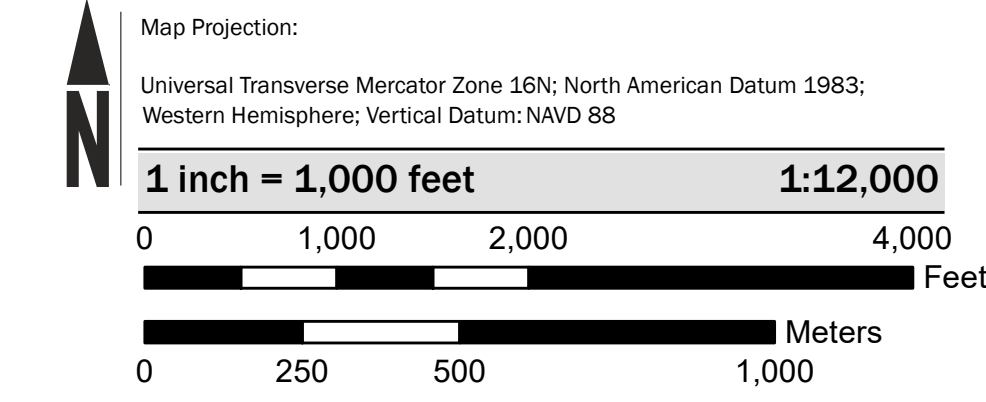 N
Map Projection:
Universal Transverse Mercator Zone 16N; North American Datum 1983;
Western Hemisphere; Vertical Datum: NAVD 88
1 inch = 1,000 feet 1:12,000
0 1,000 2,000 4,000
Feet
Meters
0 250 500 1,000